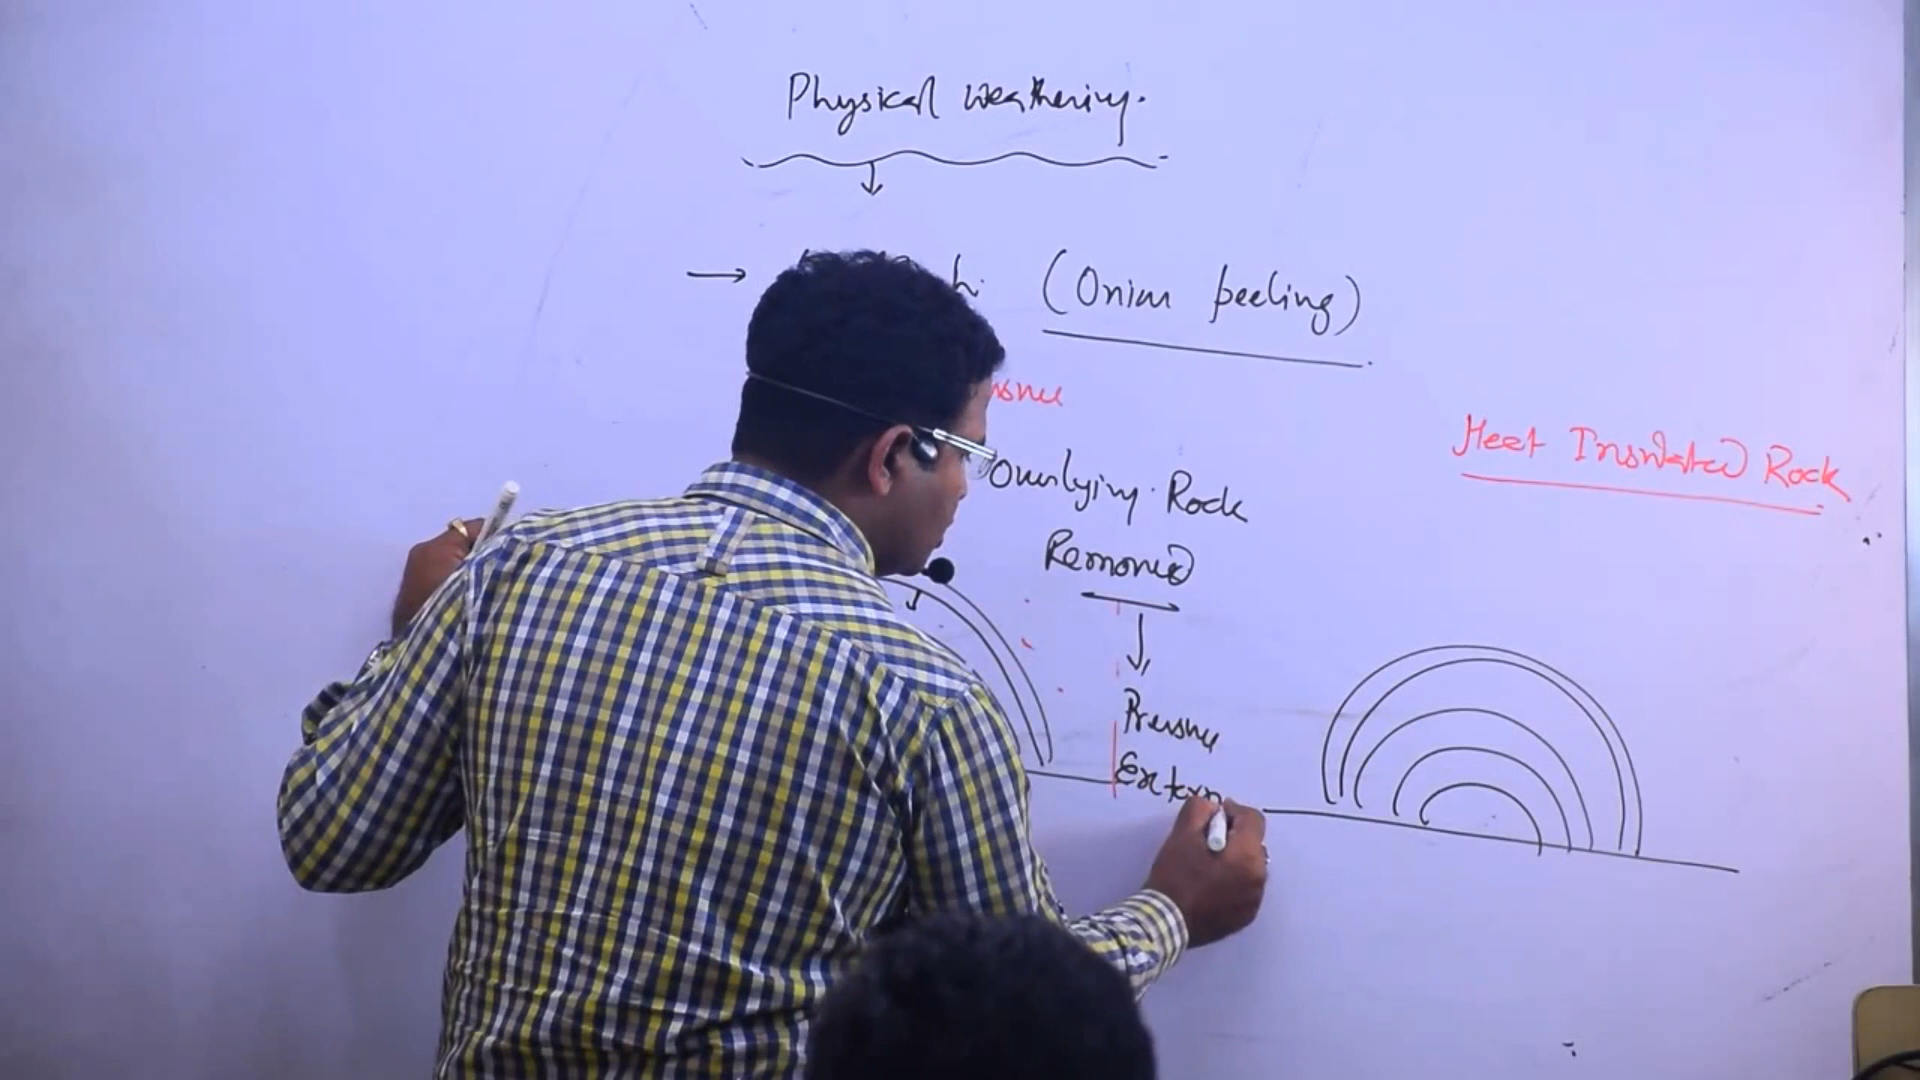 Physical weathering.
(Onion peeling)
Heat Insulated Rock
Overlying Rock
Removed
Pressure
Extern